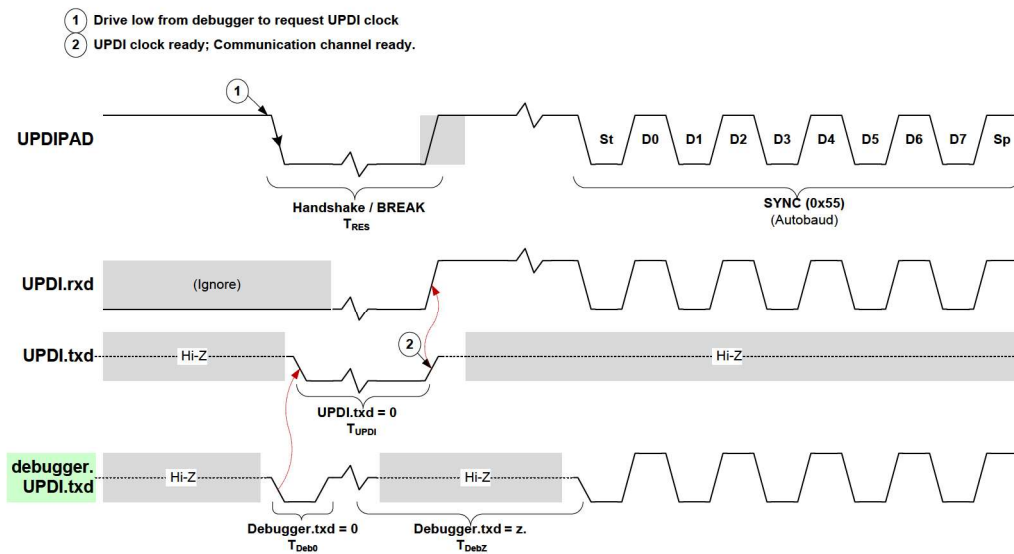 1 Drive low from debugger to request UPDI clock
2 UPDI clock ready; Communication channel ready.
1
UPDIPAD
St D0 D1 D2 D3 D4 D5 D6 D7 Sp
Handshake / BREAK
TRES
SYNC (0x55)
(Autobaud)
UPDI.rxd
(Ignore)
2
UPDI.txd
Hi-Z Hi-Z
UPDI.txd = 0
TUPDI
debugger.
UPDI.txd
Hi-Z Hi-Z
Debugger.txd = 0 Debugger.txd = z.
TDeb0 TDebZ